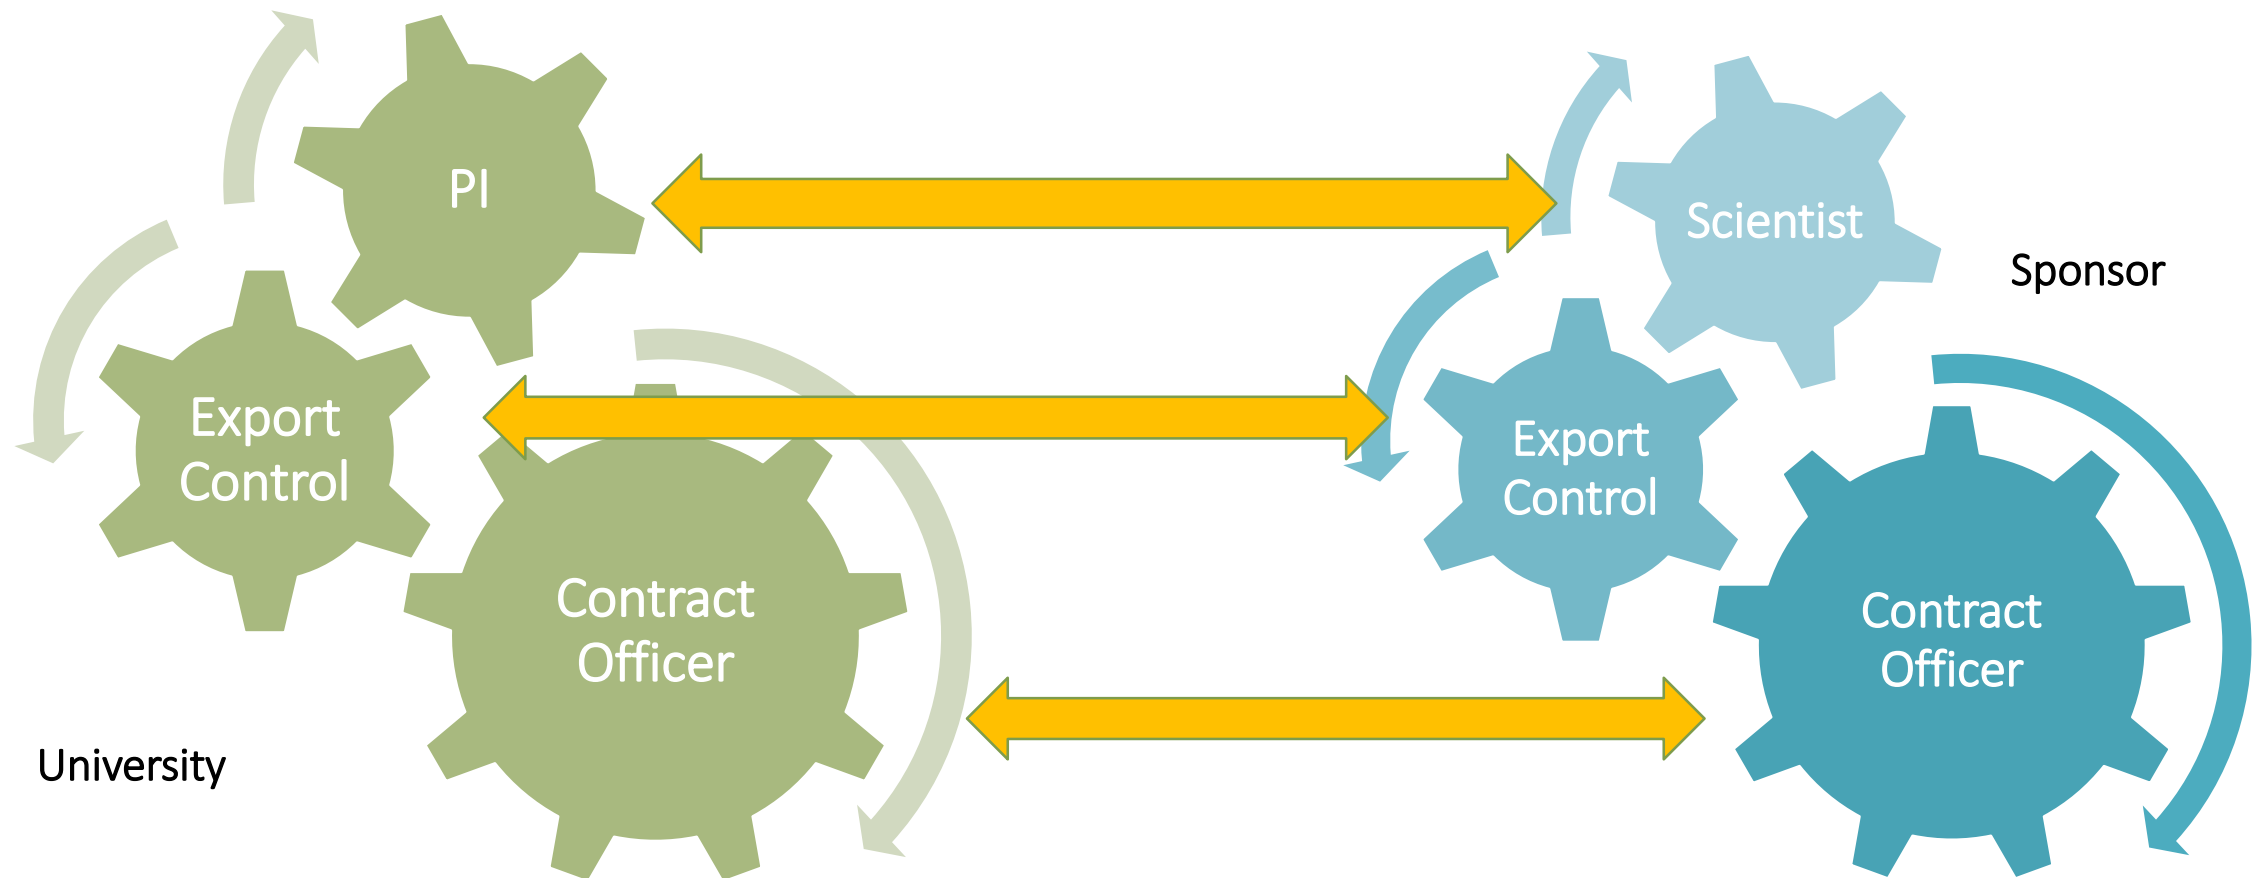 PI
Export
Control
Contract
Officer
University
Scientist
Sponsor
Export
Control
Contract
Officer